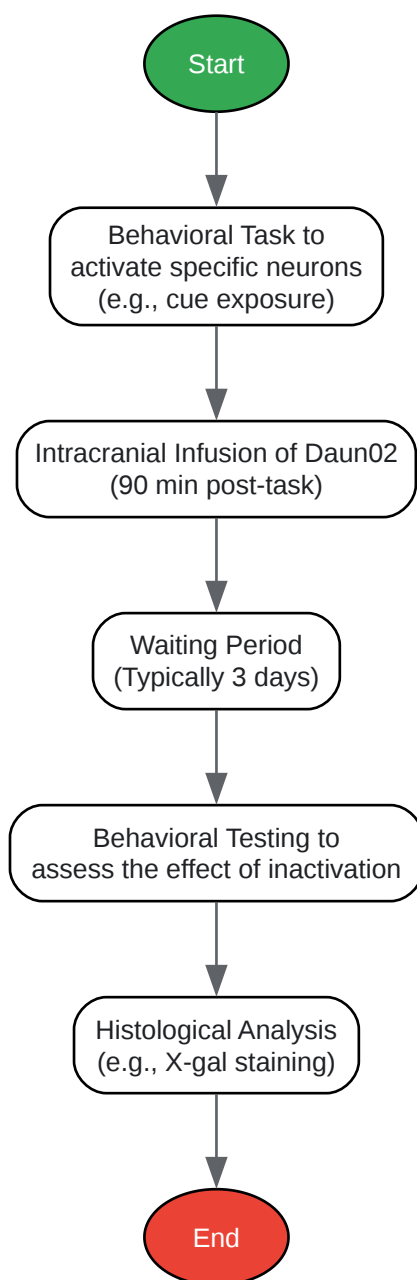 Start
Behavioral Task to
activate specific neurons
(e.g., cue exposure)
Intracranial Infusion of Daun02
(90 min post-task)
Waiting Period
(Typically 3 days)
Behavioral Testing to
assess the effect of inactivation
Histological Analysis
(e.g., X-gal staining)
End